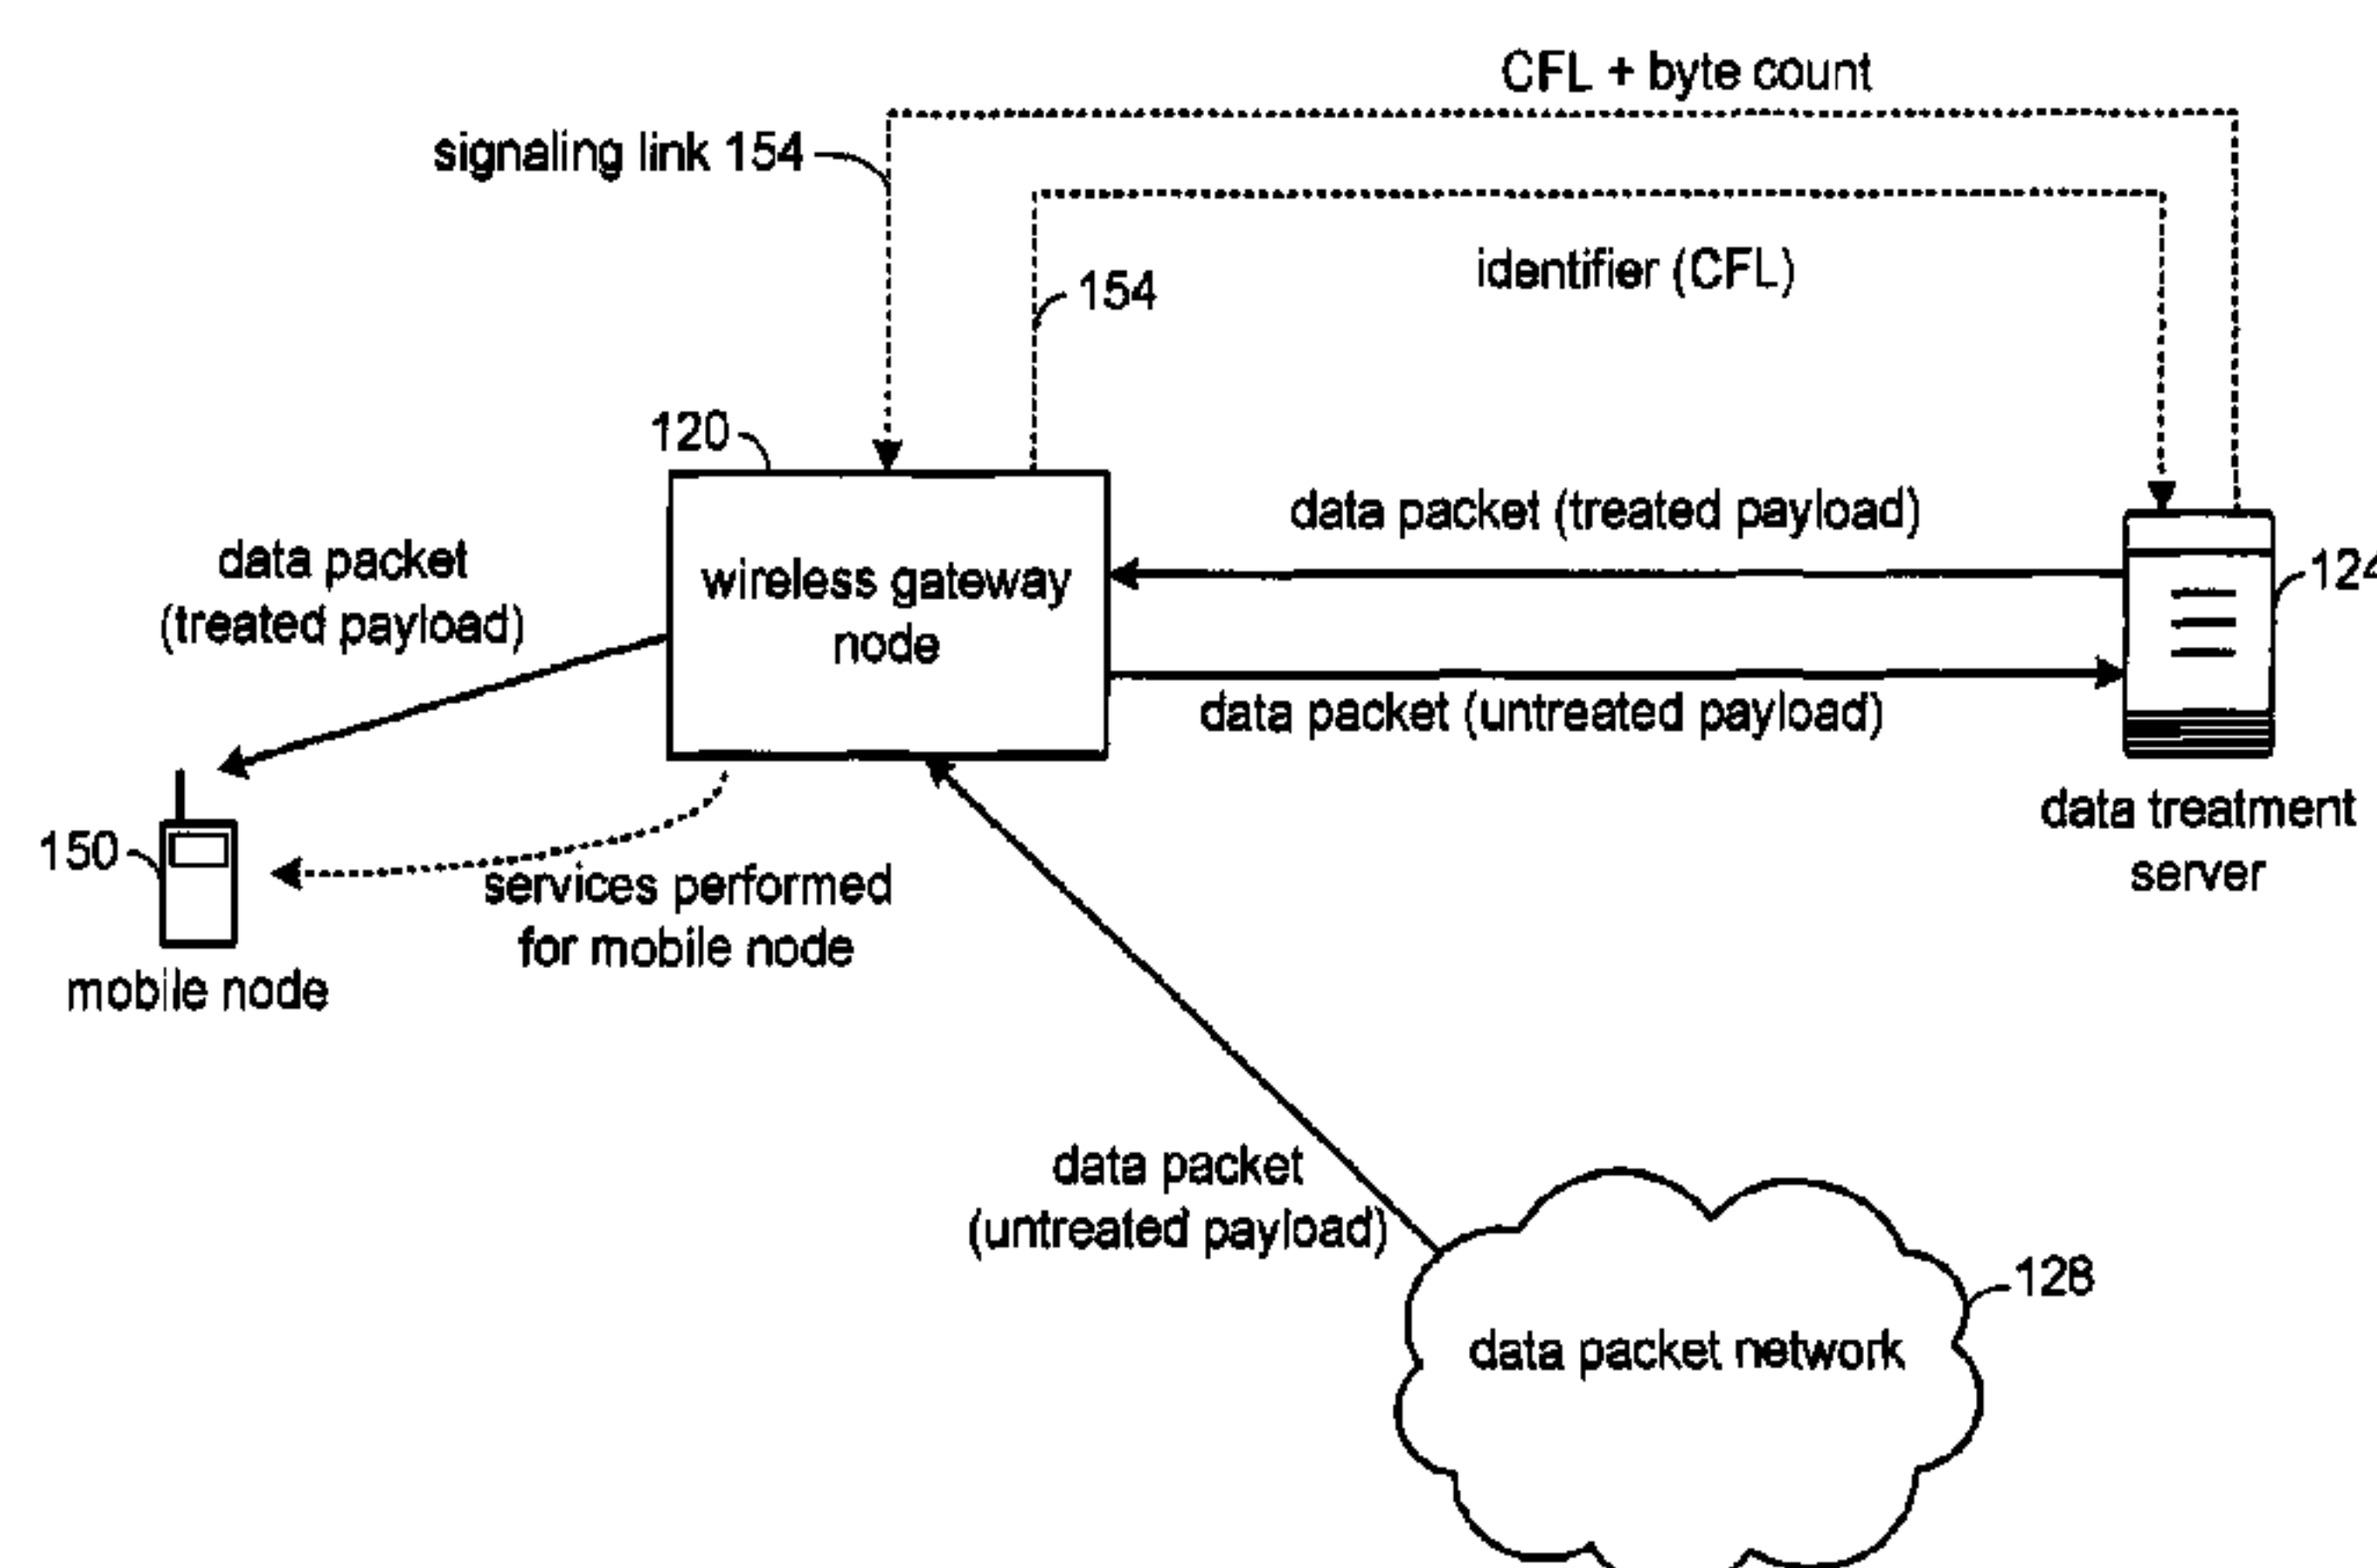 CFL + byte count
signaling link 154
identifier (CFL)
154
120
data packet (treated payload)
data packet
(treated payload)
wireless gateway
node
124
data packet (untreated payload)
data treatment
server
150
services performed
for mobile node
mobile node
data packet
(untreated payload)
128
data packet network